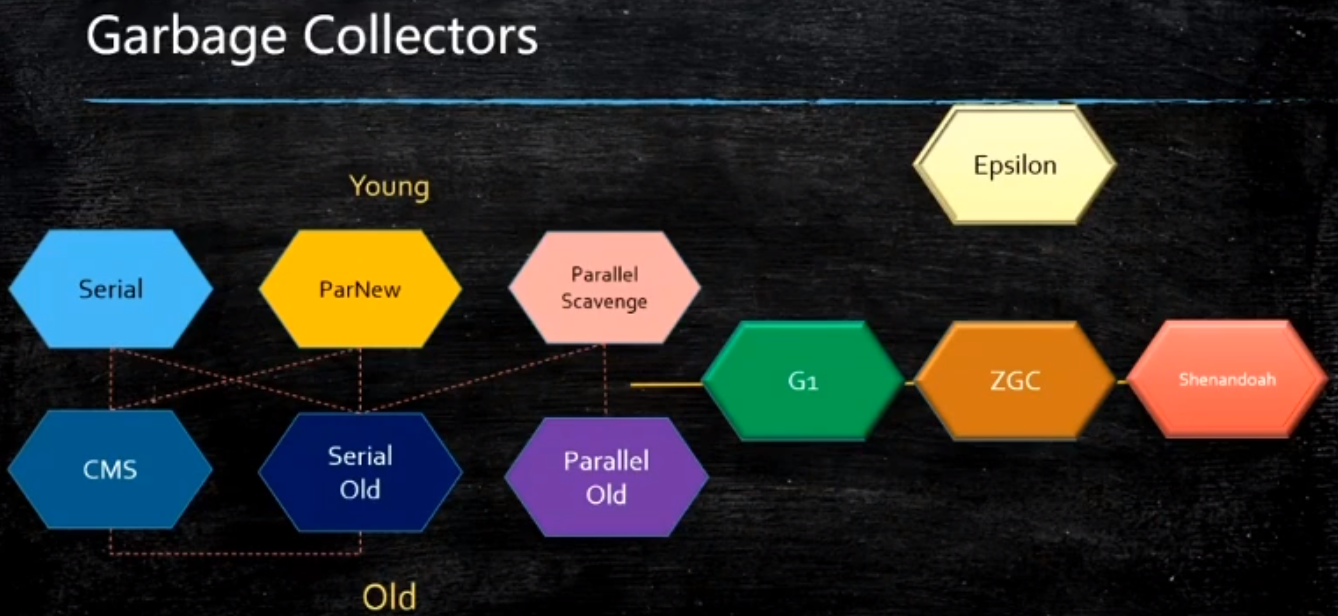 Garbage Collectors
Epsilon
Young
Serial
ParNew
Parallel
Scavenge
G1
ZGC
Shenandoah
CMS
Serial
Old
Parallel
Old
Old